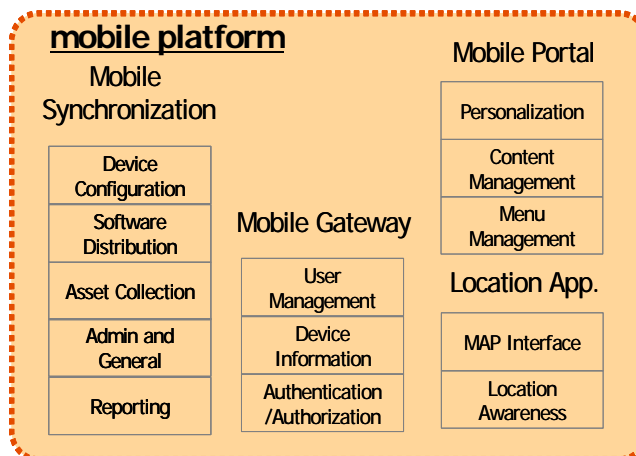 mobile platform
Mobile
Synchronization
Device
Configuration
Software
Distribution
Asset Collection
Admin and
General
Reporting
Mobile Gateway
User
Management
Device
Information
Authentication
/Authorization
Mobile Portal
Personalization
Content
Management
Menu
Management
Location App.
MAP Interface
Location
Awareness